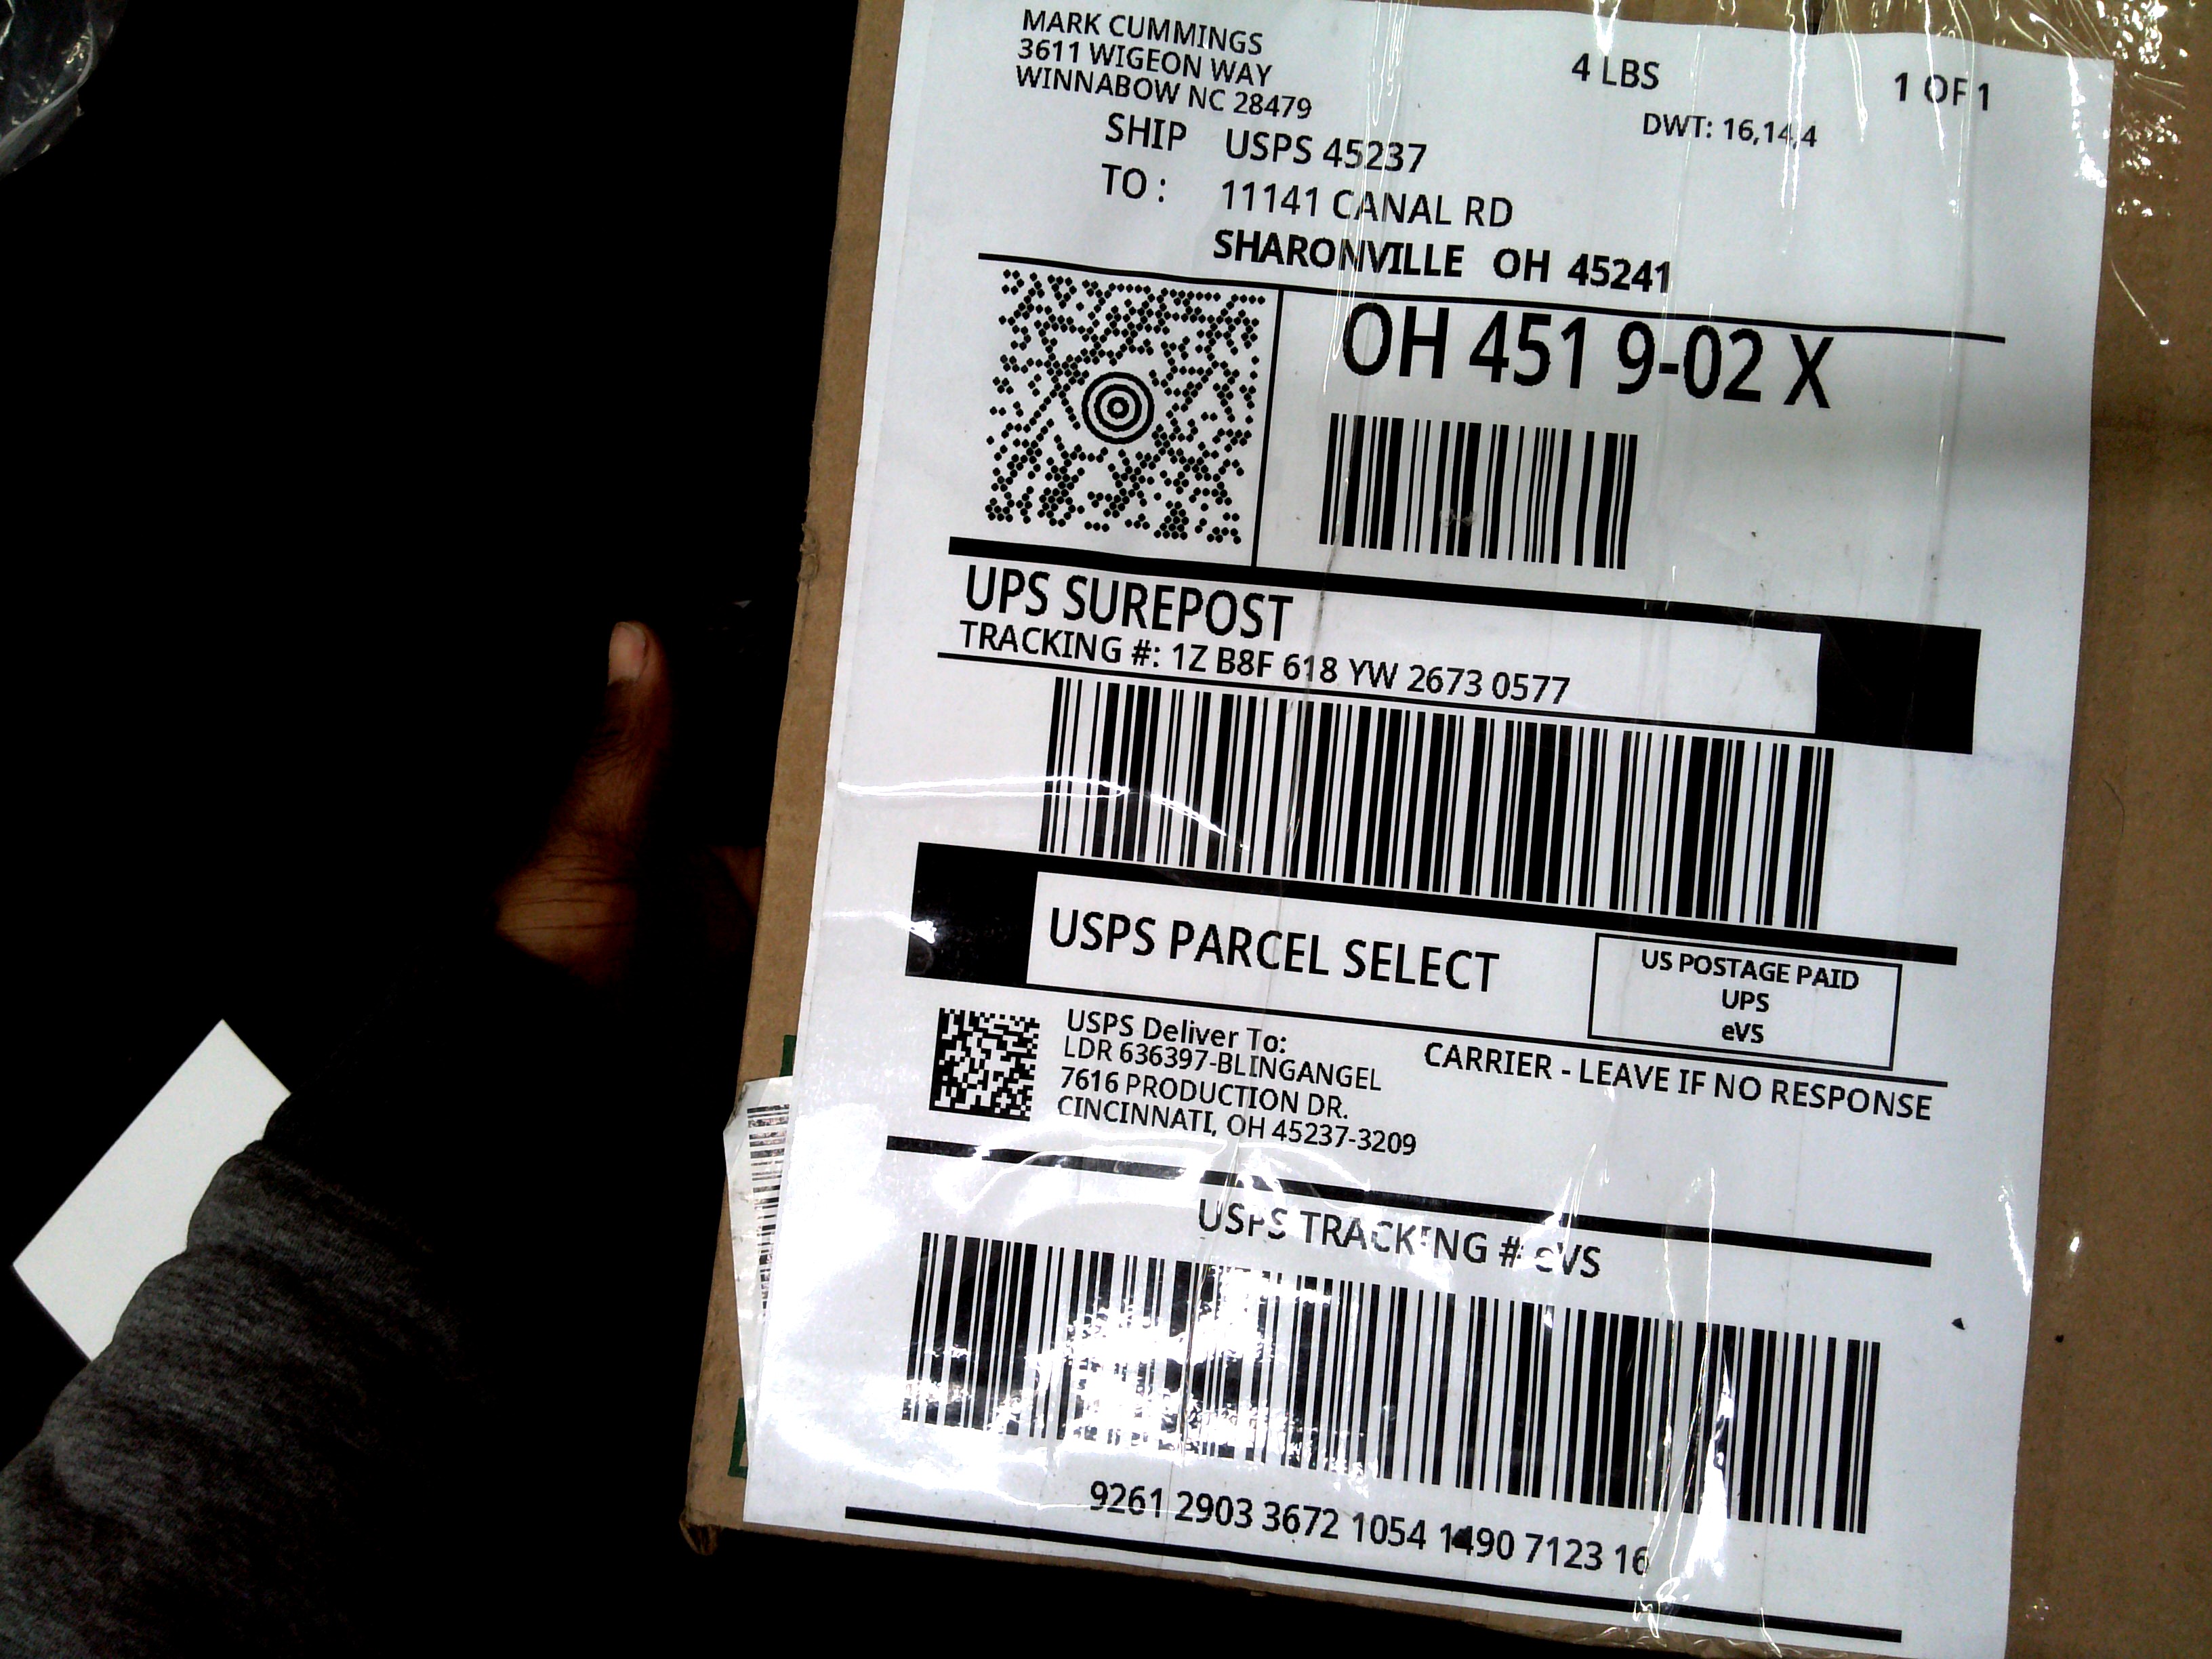 MARK CUMMINGS
3611 WIGEON WAY
WINNABOW NC 28479
4 LBS
1 OF 1
DWT: 16,14,4
SHIP TO : USPS 45237
11141 CANAL RD
SHARONVILLE OH 45241
OH 451 9-02 X
UPS SUREPOST
TRACKING #: 1Z B8F 618 YW 2673 0577
USPS PARCEL SELECT
US POSTAGE PAID
UPS
eVS
USPS Deliver To:
LDR 636397-BLINGANGEL
7616 PRODUCTION DR.
CINCINNATI, OH 45237-3209
CARRIER - LEAVE IF NO RESPONSE
USPS TRACKING # eVS
9261 2903 3672 1054 1490 7123 16